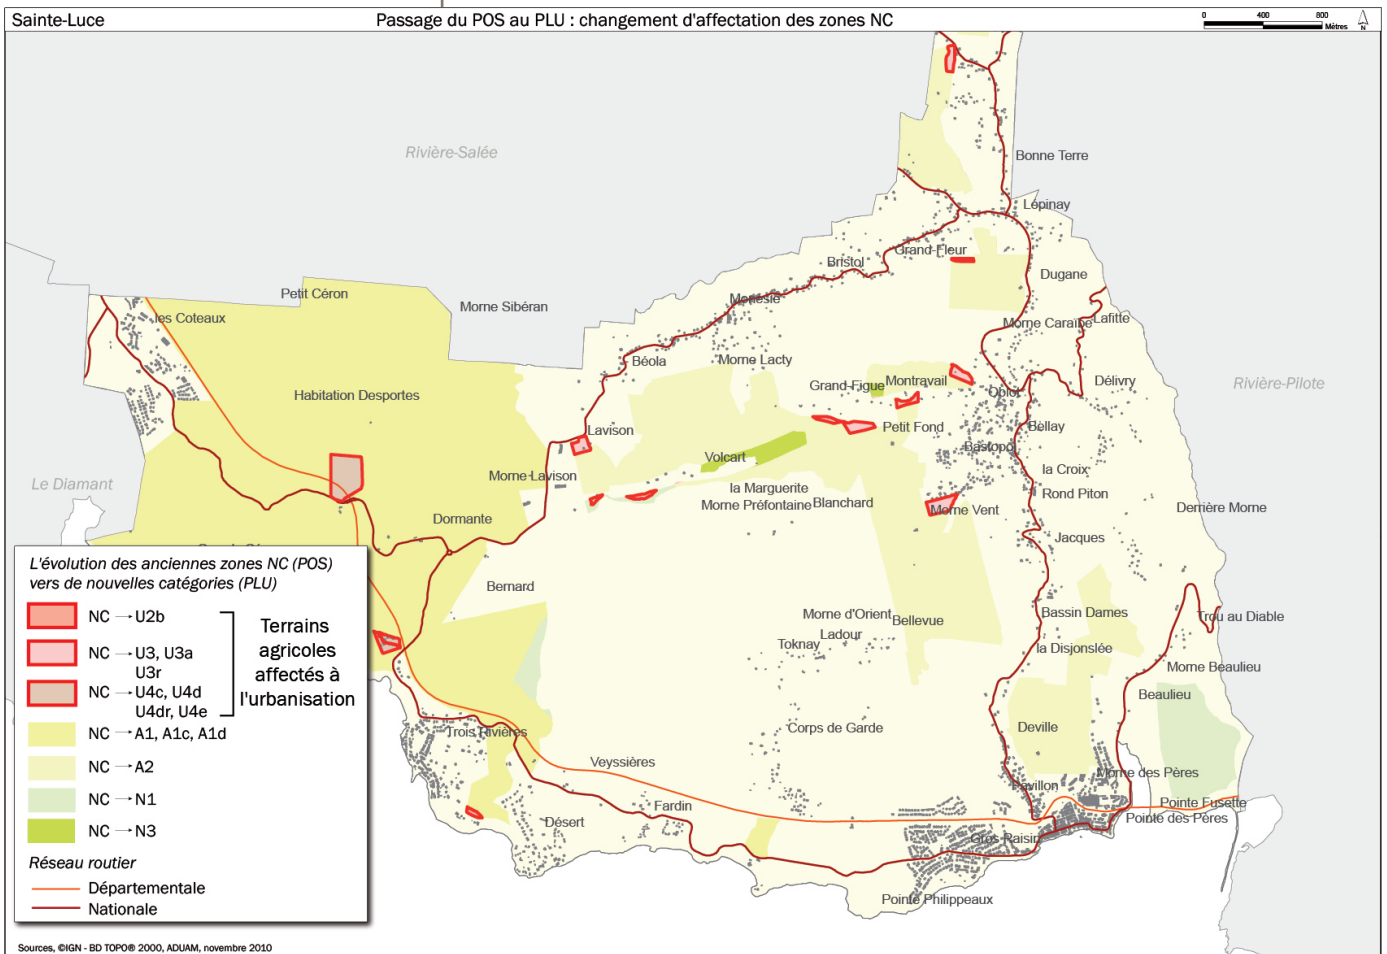 Sainte-Luce
Passage du POS au PLU : changement d'affectation des zones NC
0 400 800
Mètres
N
Rivière-Salée
Bonne Terre
Lépinay
Grand-Fleur
Bristol
Dugane
Petit Céron
Morne Sibéran
Monésie
les Coteaux
Morne Caraïbe
Lafitte
Béola
Morne Lacty
Grand-Figue
Montravail
Délivry
Rivière-Pilote
Habitation Desportes
Lavison
Petit Fond
Bellay
Bastopo
Volcart
la Croix
Le Diamant
Morne-Lavison
la Marguerite
Rond Piton
Morne Préfontaine
Blanchard
Morne Vent
Derrière Morne
Dormante
Jacques
L'évolution des anciennes zones NC (POS)
vers de nouvelles catégories (PLU)
NC → U2b
NC → U3, U3a
U3r
NC → U4c, U4d
U4dr, U4e
Terrains
agricoles
affectés à
l'urbanisation
NC → A1, A1c, A1d
NC → A2
NC → N1
NC → N3
Réseau routier
Départementale
Nationale
Bernard
Morne d'Orient
Bellevue
Bassin Dames
Trou au Diable
Ladour
Toknay
la Disjonslée
Morne Beaulieu
Beaulieu
Trois Rivières
Corps de Garde
Deville
Veyssières
Morne des Pères
Pavillon
Fardin
Pointe Fusette
Pointe des Pères
Désert
Gros Raisin
Pointe Philippeaux
Sources, ©IGN - BD TOPO® 2000, ADUAM, novembre 2010